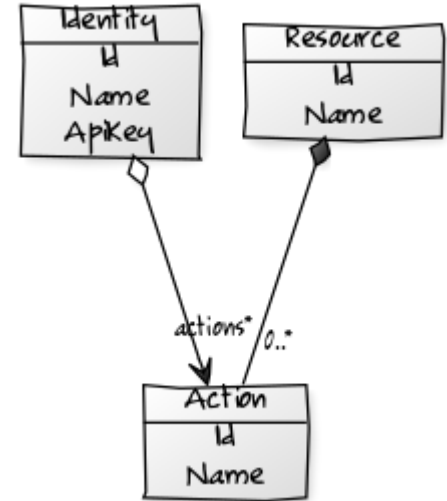 Identity
Id
Name
ApiKey
Resource
Id
Name
actions*
0..*
Action
Id
Name